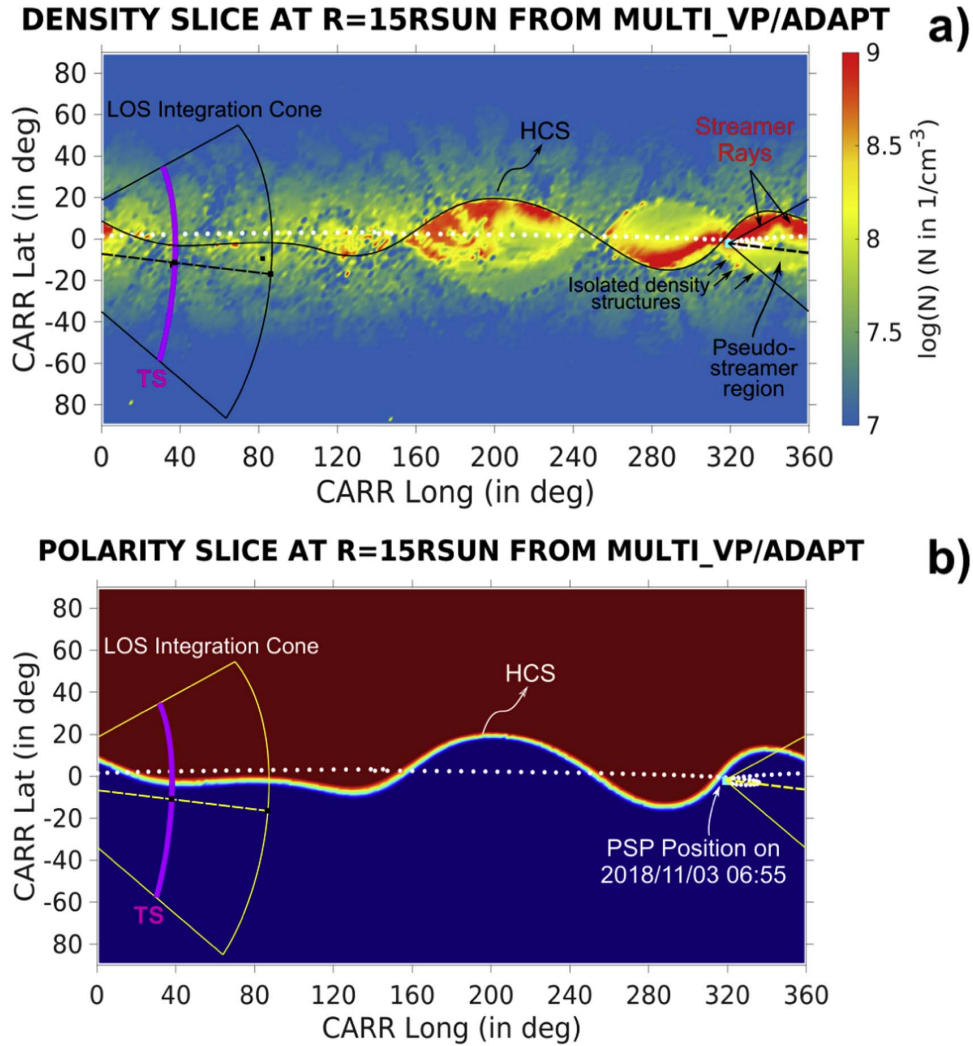 DENSITY SLICE AT R=15RSUN FROM MULTI_VP/ADAPT
a)
80
60
40
20
0
-20
-40
-60
80
CARR Lat (in deg)
LOS Integration Cone
HCS
Streamer
Rays
Isolated density
structures
Pseudo-
streamer
region
TS
0 40 80 120 160 200 240 280 320 360
CARR Long (in deg)
9
8.5
8
7.5
7
log(N) (N in 1/cm-3)
POLARITY SLICE AT R=15RSUN FROM MULTI_VP/ADAPT
b)
80
60
40
20
0
-20
-40
-60
80
CARR Lat (in deg)
LOS Integration Cone
HCS
PSP Position on
2018/11/03 06:55
TS
0 40 80 120 160 200 240 280 320 360
CARR Long (in deg)